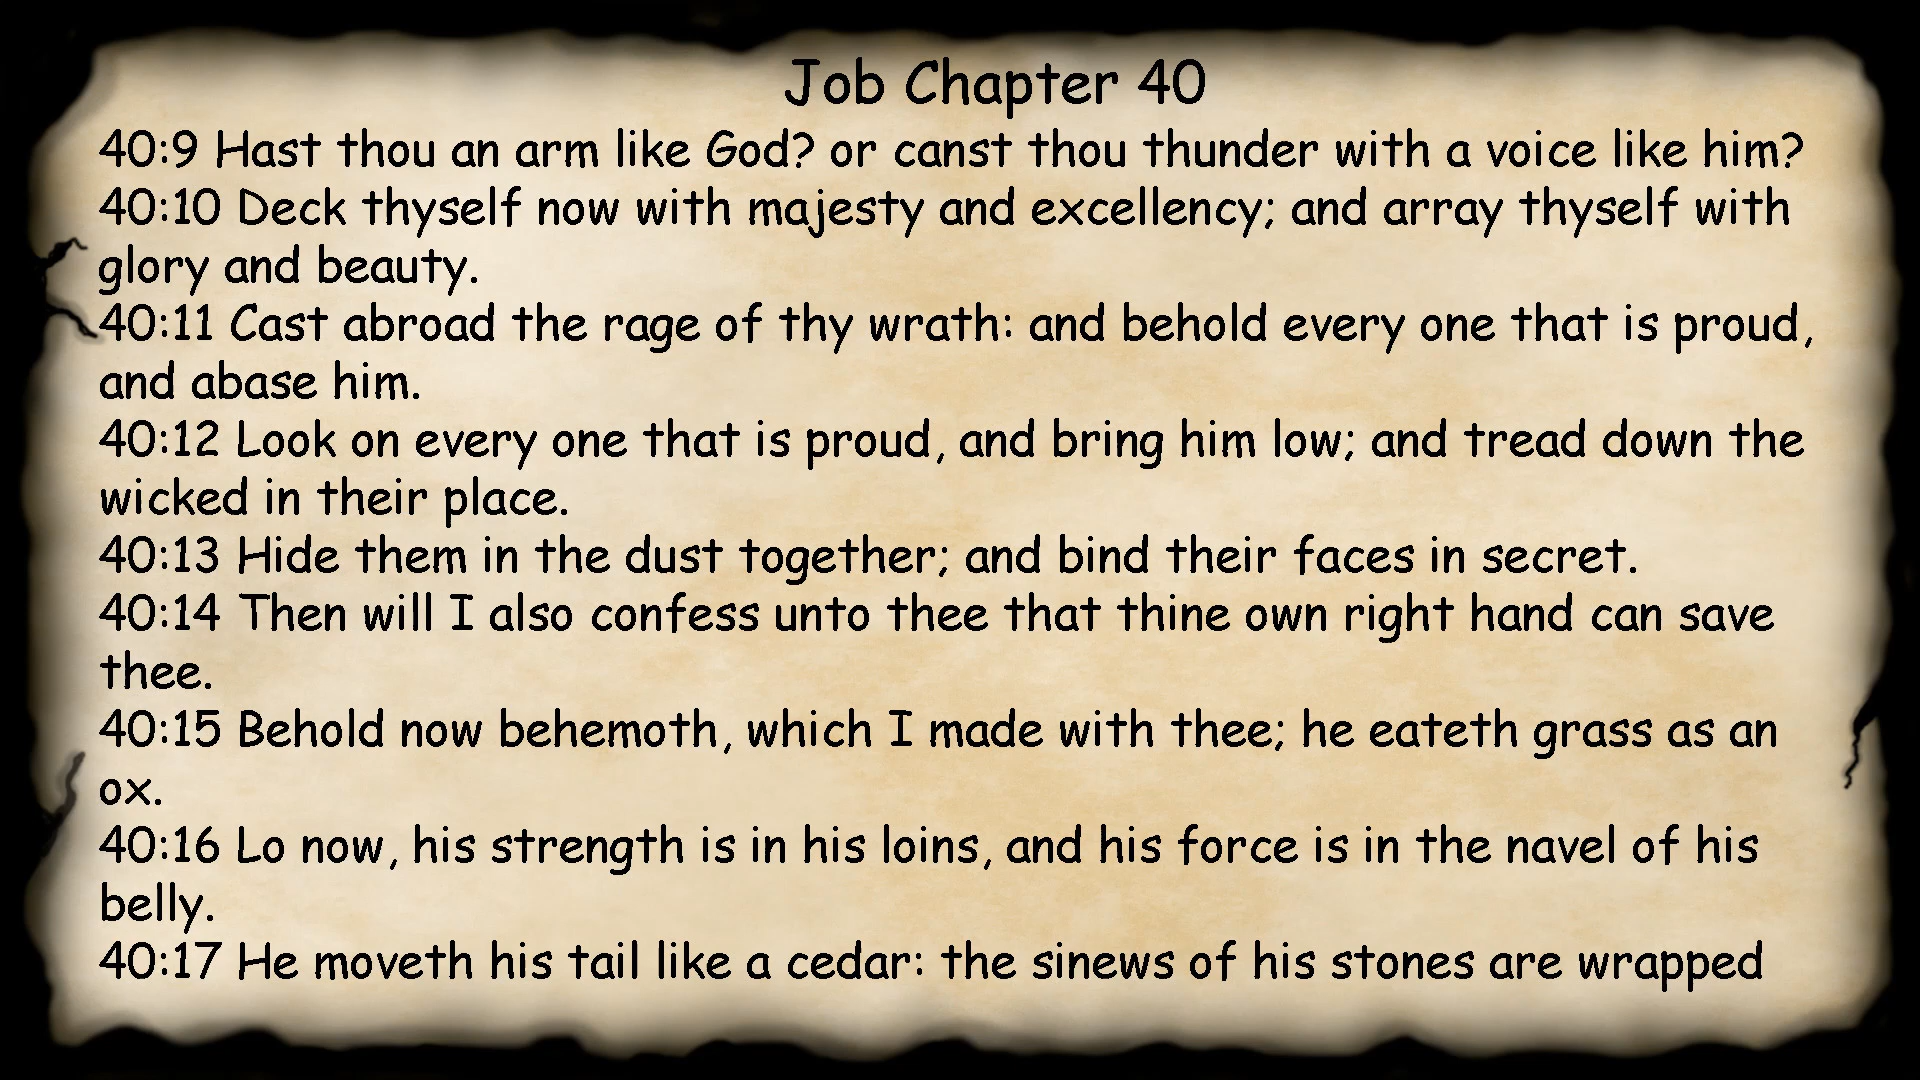 Job Chapter 40
40:9 Hast thou an arm like God? or canst thou thunder with a voice like him?
40:10 Deck thyself now with majesty and excellency; and array thyself with
glory and beauty.
40:11 Cast abroad the rage of thy wrath: and behold every one that is proud,
and abase him.
40:12 Look on every one that is proud, and bring him low; and tread down the
wicked in their place.
40:13 Hide them in the dust together; and bind their faces in secret.
40:14 Then will I also confess unto thee that thine own right hand can save
thee.
40:15 Behold now behemoth, which I made with thee; he eateth grass as an
ox.
40:16 Lo now, his strength is in his loins, and his force is in the navel of his
belly.
40:17 He moveth his tail like a cedar: the sinews of his stones are wrapped